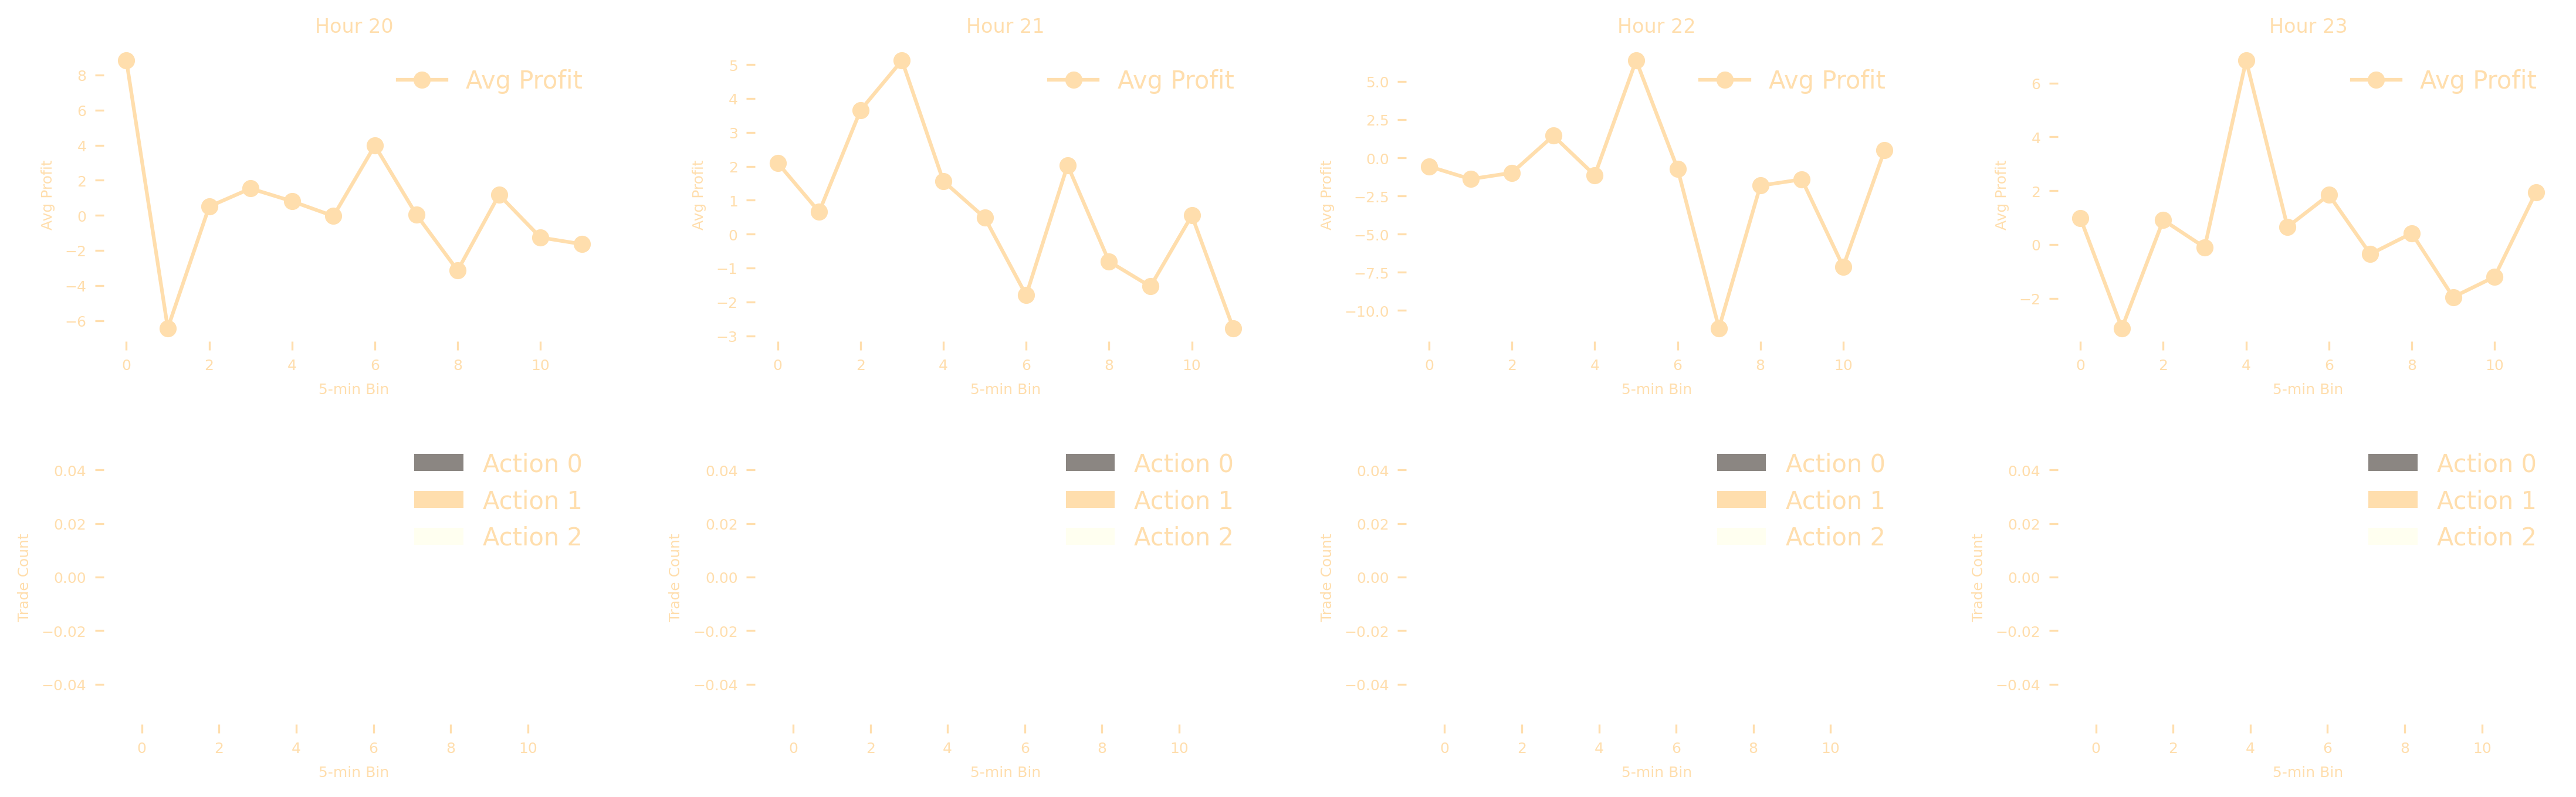 Hour 20
Avg Profit
8
6
4
2
0
−2
−4
−6
Avg Profit
0 2 4 6 8 10
5-min Bin
Hour 21
Avg Profit
5
4
3
2
1
0
−1
−2
−3
Avg Profit
0 2 4 6 8 10
5-min Bin
Hour 22
Avg Profit
5.0
2.5
0.0
−2.5
−5.0
−7.5
−10.0
Avg Profit
0 2 4 6 8 10
5-min Bin
Hour 23
Avg Profit
6
4
2
0
−2
Avg Profit
0 2 4 6 8 10
5-min Bin
Action 0
Action 1
Action 2
0.04
0.02
0.00
−0.02
−0.04
Trade Count
0 2 4 6 8 10
5-min Bin
Action 0
Action 1
Action 2
0.04
0.02
0.00
−0.02
−0.04
Trade Count
0 2 4 6 8 10
5-min Bin
Action 0
Action 1
Action 2
0.04
0.02
0.00
−0.02
−0.04
Trade Count
0 2 4 6 8 10
5-min Bin
Action 0
Action 1
Action 2
0.04
0.02
0.00
−0.02
−0.04
Trade Count
0 2 4 6 8 10
5-min Bin